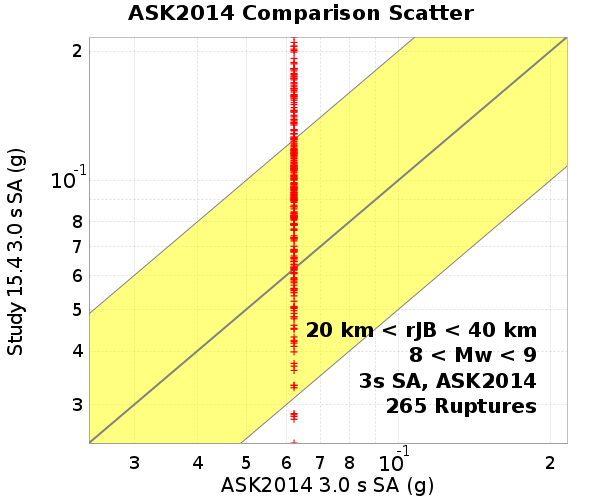 ASK2014 Comparison Scatter
Study 15.4 3.0 s SA (g)
2
10^-1
8
7
6
5
4
3
20 km < rJB < 40 km
8 < Mw < 9
3s SA, ASK2014
265 Ruptures
3 4 5 6 7 8 10^-1 2
ASK2014 3.0 s SA (g)